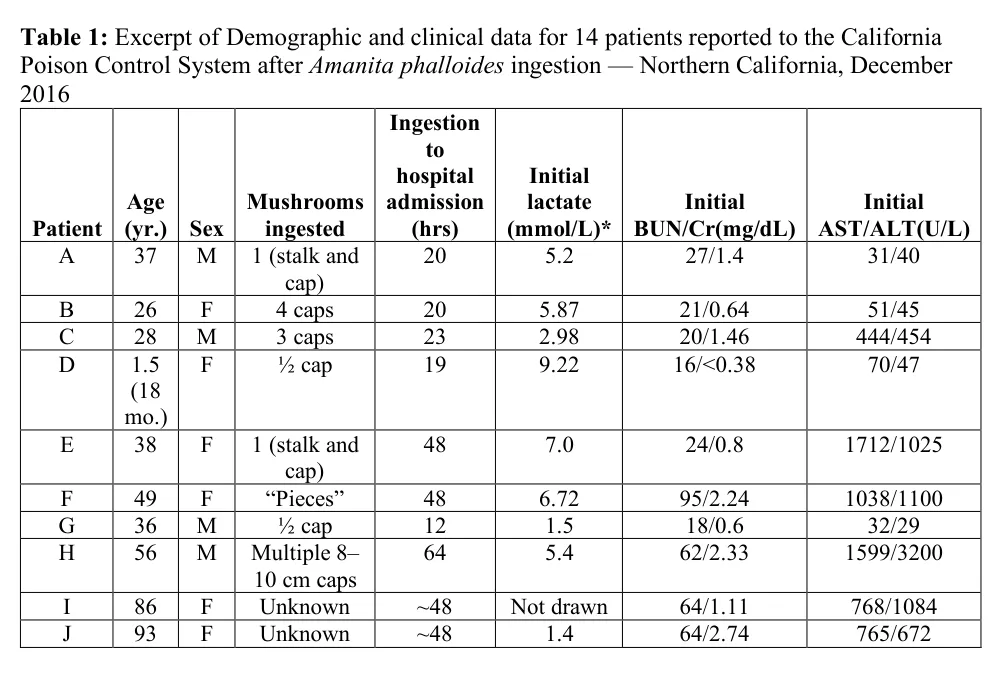 Table 1: Excerpt of Demographic and clinical data for 14 patients reported to the California
Poison Control System after Amanita phalloides ingestion — Northern California, December
2016
Patient Age (yr.) Sex Mushrooms ingested Ingestion to hospital admission (hrs) Initial lactate (mmol/L)* Initial BUN/Cr(mg/dL) Initial AST/ALT(U/L)
A 37 M 1 (stalk and cap) 20 5.2 27/1.4 31/40
B 26 F 4 caps 20 5.87 21/0.64 51/45
C 28 M 3 caps 23 2.98 20/1.46 444/454
D 1.5 (18 mo.) F ½ cap 19 9.22 16/<0.38 70/47
E 38 F 1 (stalk and cap) 48 7.0 24/0.8 1712/1025
F 49 F “Pieces” 48 6.72 95/2.24 1038/1100
G 36 M ½ cap 12 1.5 18/0.6 32/29
H 56 M Multiple 8–10 cm caps 64 5.4 62/2.33 1599/3200
I 86 F Unknown ~48 Not drawn 64/1.11 768/1084
J 93 F Unknown ~48 1.4 64/2.74 765/672